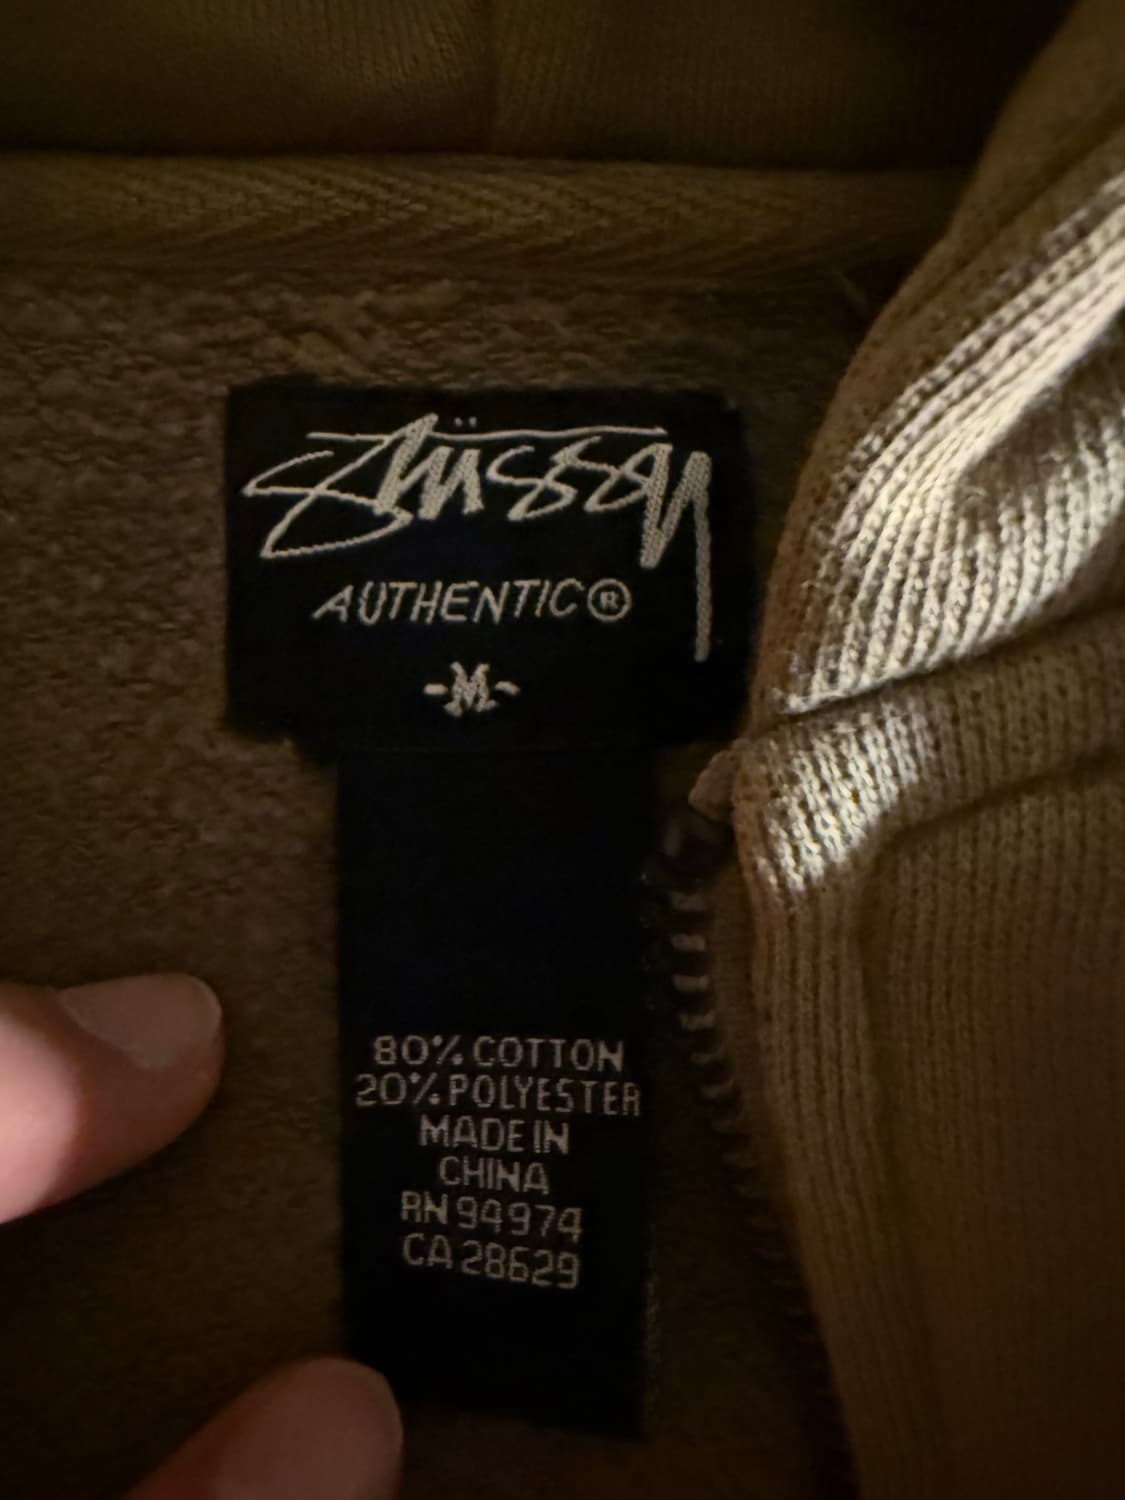 Stüssy
AUTHENTIC®
-M-
80% COTTON
20% POLYESTER
MADE IN
CHINA
RN 94974
CA 28629